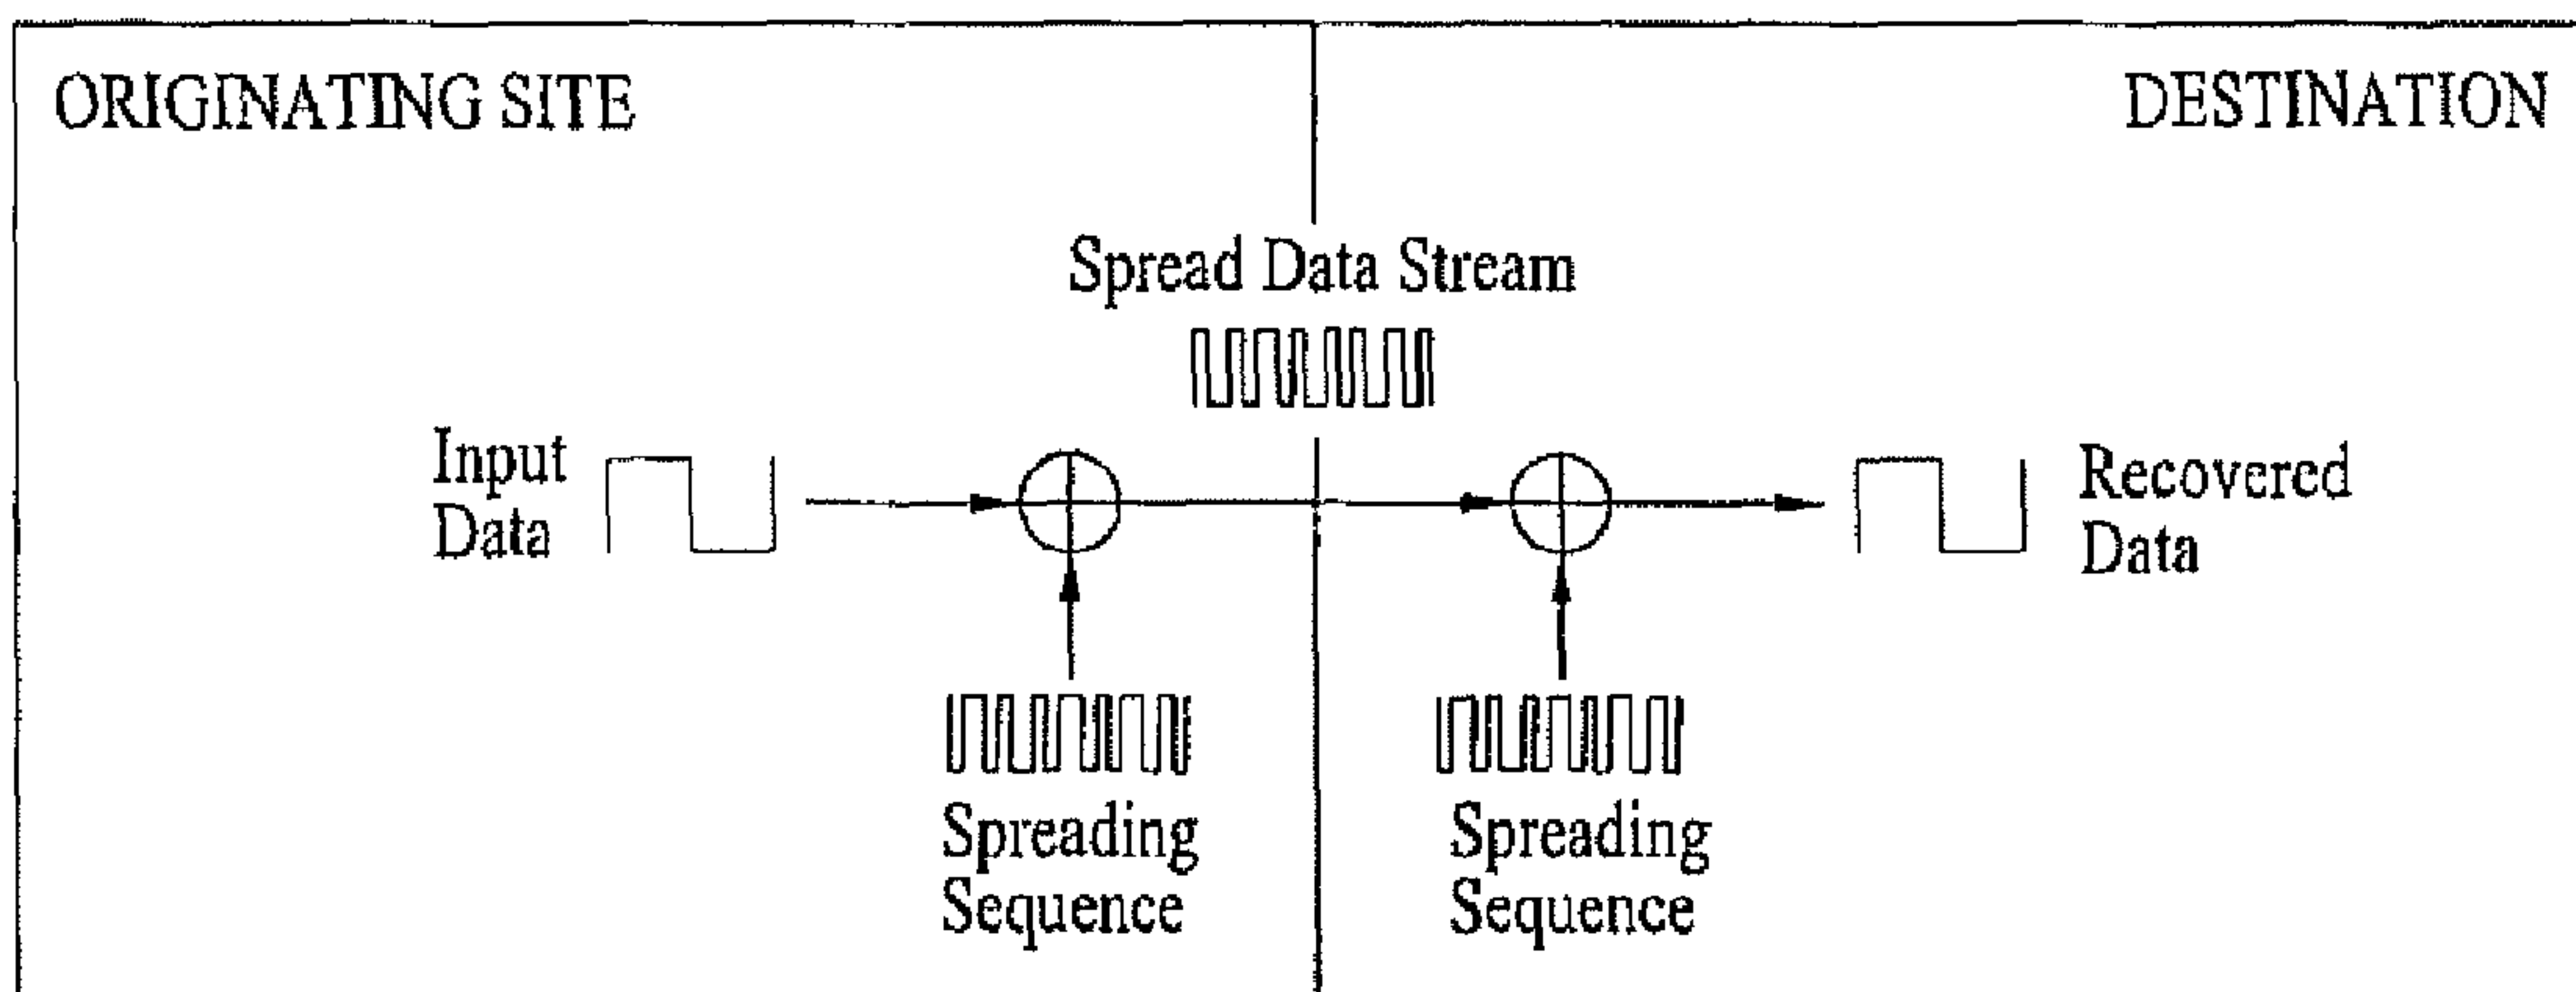 ORIGINATING SITE
DESTINATION
Spread Data Stream
Input
Data
Recovered
Data
Spreading
Sequence
Spreading
Sequence